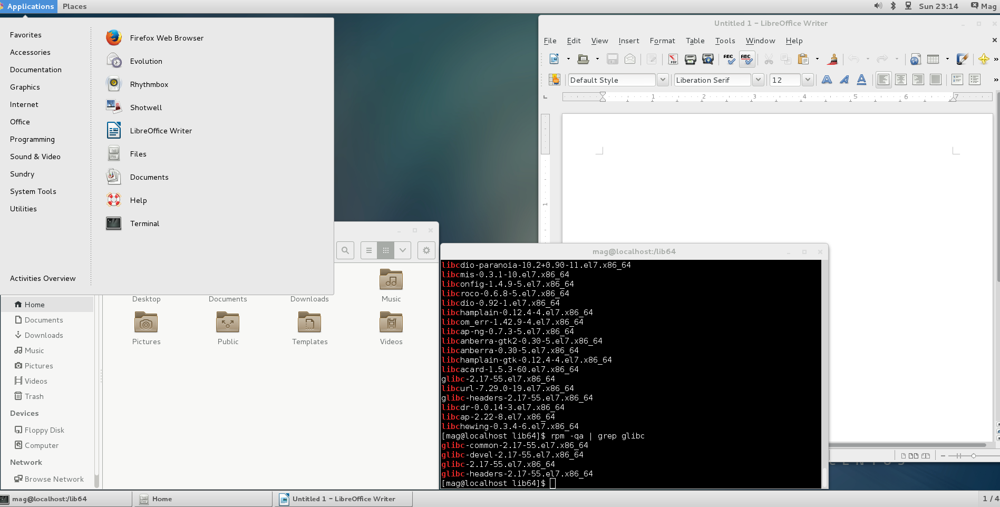 Applications Places Sun 23:14 Mag
Favorites
Accessories
Documentation
Graphics
Internet
Office
Programming
Sound & Video
Sundry
System Tools
Utilities
Activities Overview
Firefox Web Browser
Evolution
Rhythmbox
Shotwell
LibreOffice Writer
Files
Documents
Help
Terminal
Untitled 1 - LibreOffice Writer
File Edit View Insert Format Table Tools Window Help
PDF ABC ABC
Default Style Liberation Serif 12
1 2 3 4 5 6 7
1
Home
Documents
Downloads
Music
Pictures
Videos
Trash
Devices
Floppy Disk
Computer
Network
Browse Network
Desktop Documents Downloads Music
Pictures Public Templates Videos
mag@localhost:/lib64
libcdio-paranoia-10.2+0.90-11.el7.x86_64
libcmis-0.3.1-10.el7.x86_64
libconfig-1.4.9-5.el7.x86_64
libcroco-0.6.8-5.el7.x86_64
libcdio-0.92-1.el7.x86_64
libchamplain-0.12.4-4.el7.x86_64
libcom_err-1.42.9-4.el7.x86_64
libcap-ng-0.7.3-5.el7.x86_64
libcanberra-gtk2-0.30-5.el7.x86_64
libcanberra-0.30-5.el7.x86_64
libchamplain-gtk-0.12.4-4.el7.x86_64
libcacard-1.5.3-60.el7.x86_64
glibc-2.17-55.el7.x86_64
libcurl-7.29.0-19.el7.x86_64
glibc-headers-2.17-55.el7.x86_64
libcdr-0.0.14-3.el7.x86_64
libcap-2.22-8.el7.x86_64
libchewing-0.3.4-6.el7.x86_64
[mag@localhost lib64]$ rpm -qa | grep glibc
glibc-common-2.17-55.el7.x86_64
glibc-devel-2.17-55.el7.x86_64
glibc-2.17-55.el7.x86_64
glibc-headers-2.17-55.el7.x86_64
[mag@localhost lib64]$
mag@localhost:/lib64 Home Untitled 1 - LibreOffice Writer 1 / 4